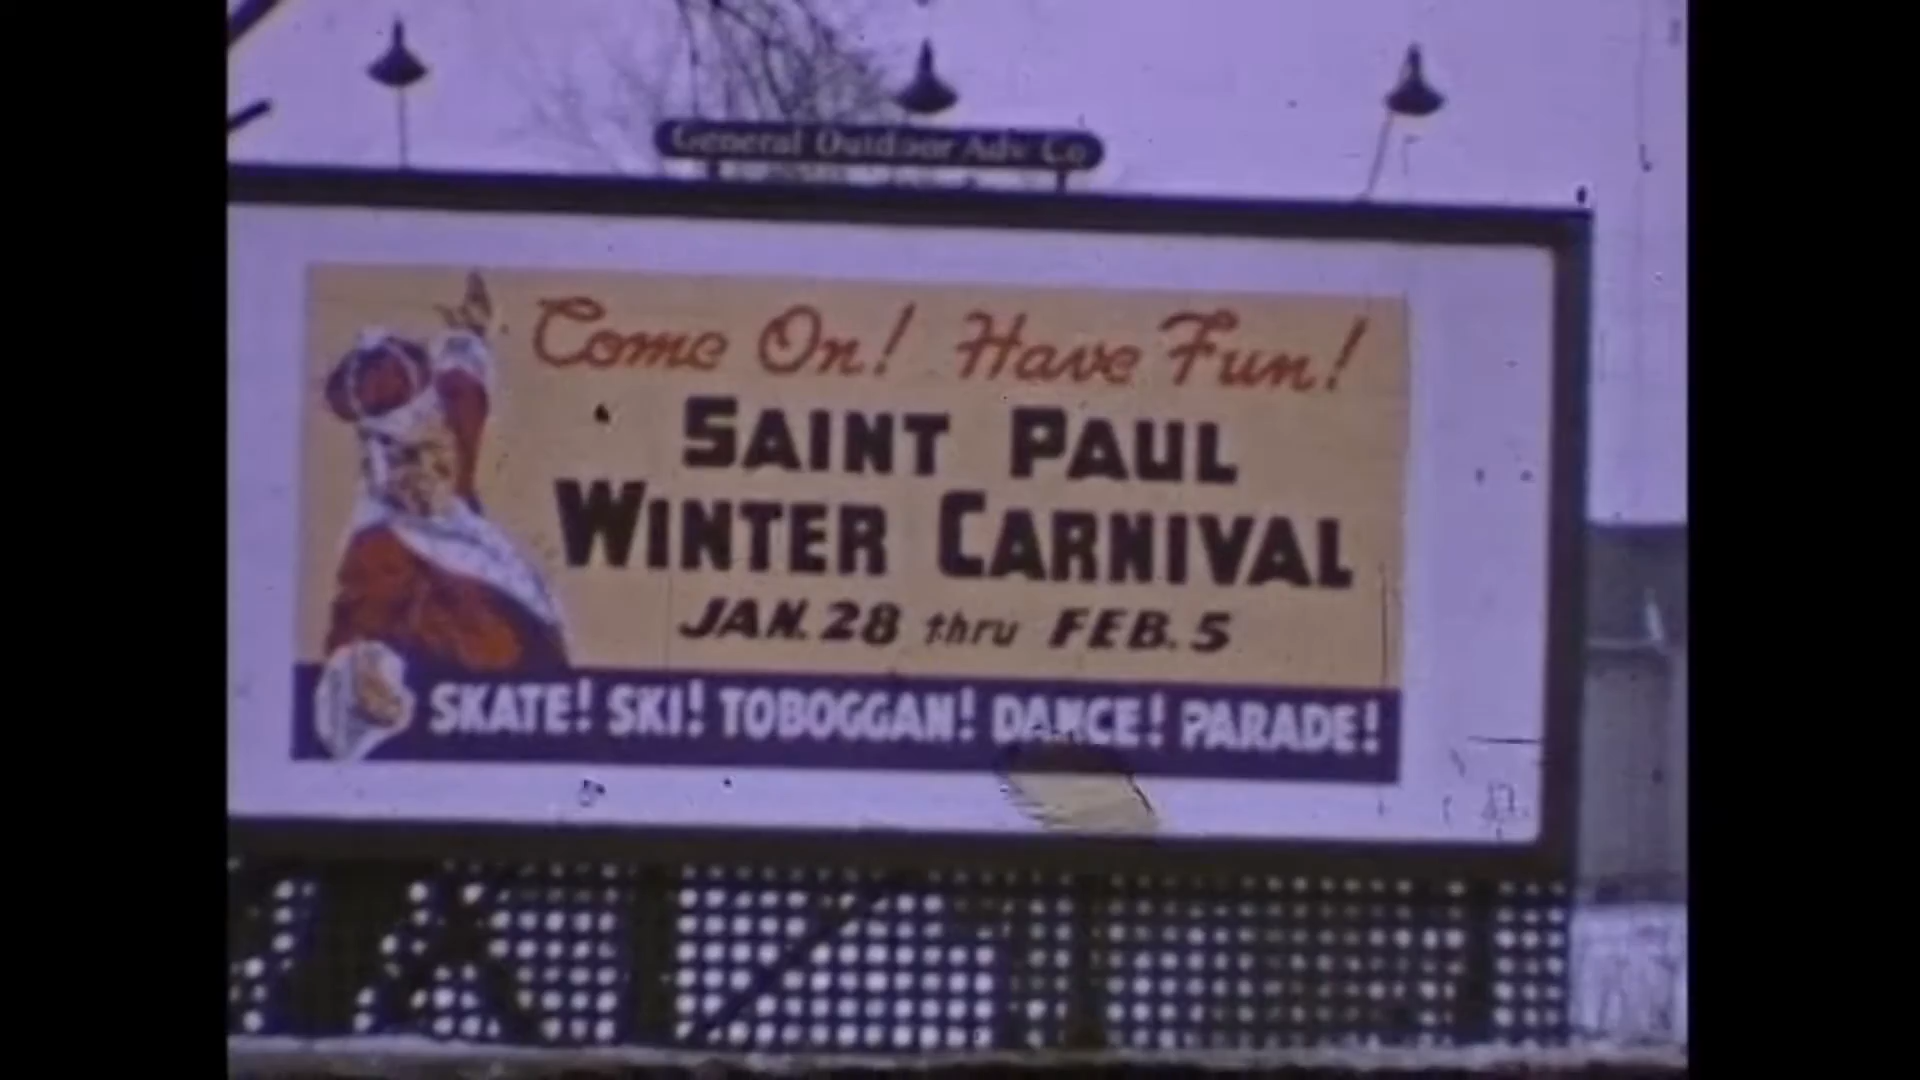 General Outdoor Adv Co
Come On! Have Fun!
SAINT PAUL
WINTER CARNIVAL
JAN. 28 thru FEB. 5
SKATE! SKI! TOBOGGAN! DANCE! PARADE!